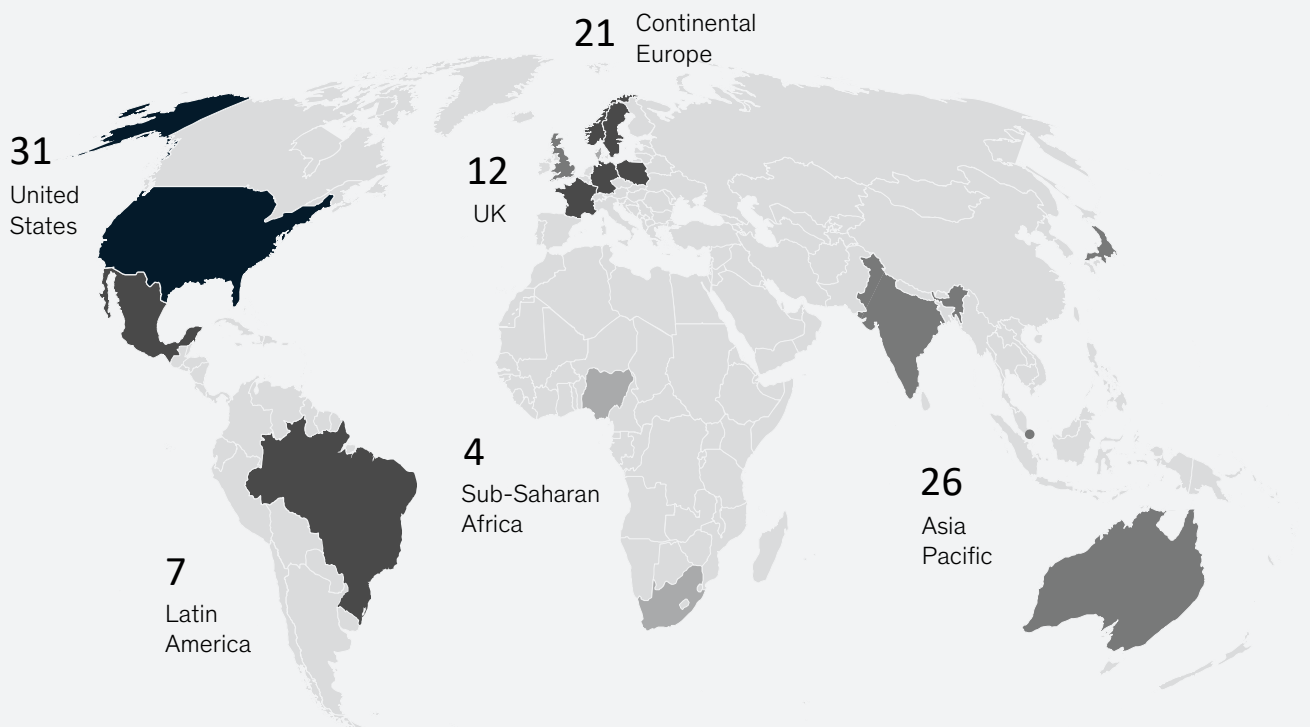 21
Continental
Europe
31
United
States
12
UK
4
Sub-Saharan
Africa
26
Asia
Pacific
7
Latin
America